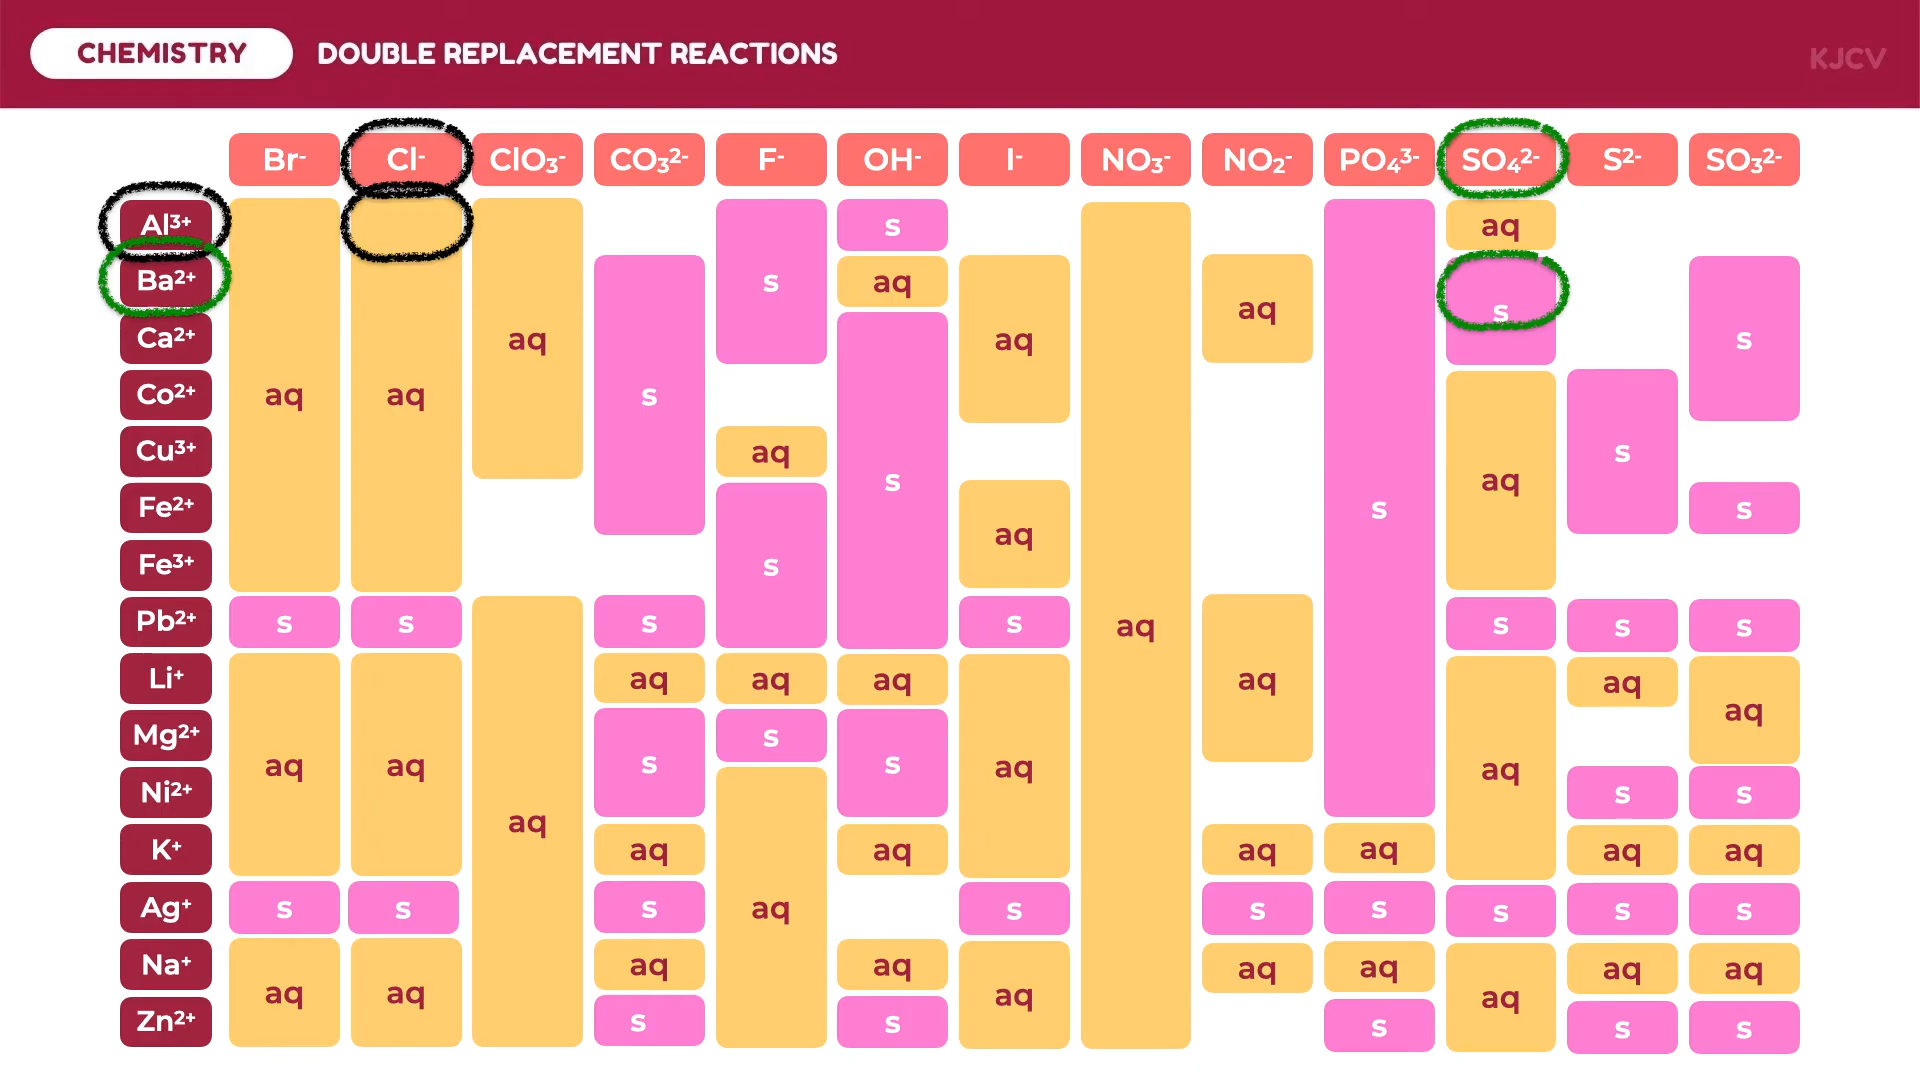 CHEMISTRY DOUBLE REPLACEMENT REACTIONS KJCV
Br⁻ Cl⁻ ClO₃⁻ CO₃²⁻ F⁻ OH⁻ I⁻ NO₃⁻ NO₂⁻ PO₄³⁻ SO₄²⁻ S²⁻ SO₃²⁻
Al³⁺ s aq
Ba²⁺ s aq aq s
Ca²⁺ aq aq s
Co²⁺ aq aq s
Cu³⁺ aq s
Fe²⁺ s aq s s aq s
Fe³⁺ s aq
Pb²⁺ s s s s aq s s s
Li⁺ aq aq aq aq aq
Mg²⁺ s aq
Ni²⁺ aq aq s s aq aq s s
K⁺ aq aq aq aq aq aq aq
Ag⁺ s s s aq s s s s s s
Na⁺ aq aq aq aq aq aq
Zn²⁺ aq aq s s aq s aq s s